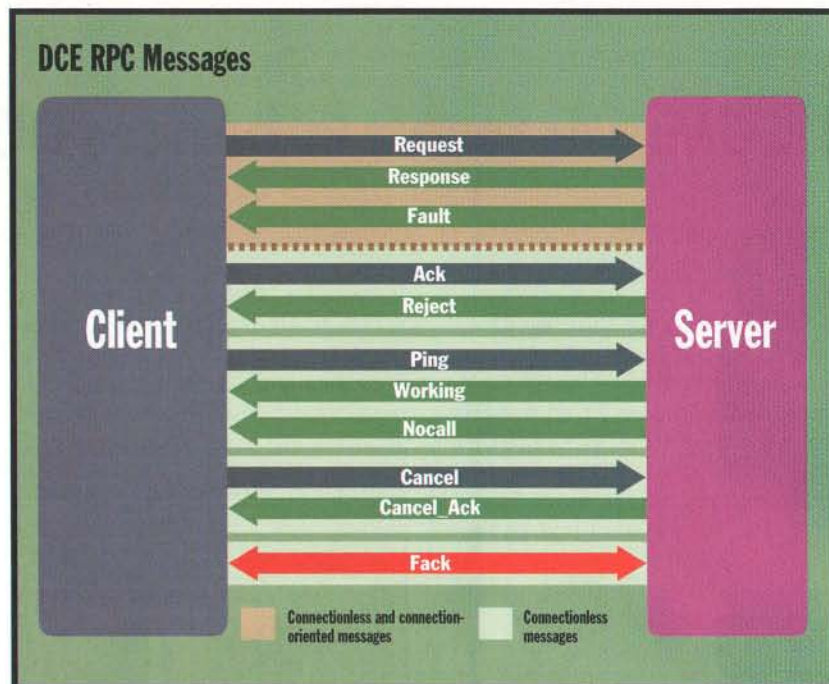 DCE RPC Messages
Request
Response
Fault
Ack
Reject
Client
Server
Ping
Working
Nocall
Cancel
Cancel_Ack
Fack
Connectionless and connection-
oriented messages
Connectionless
messages